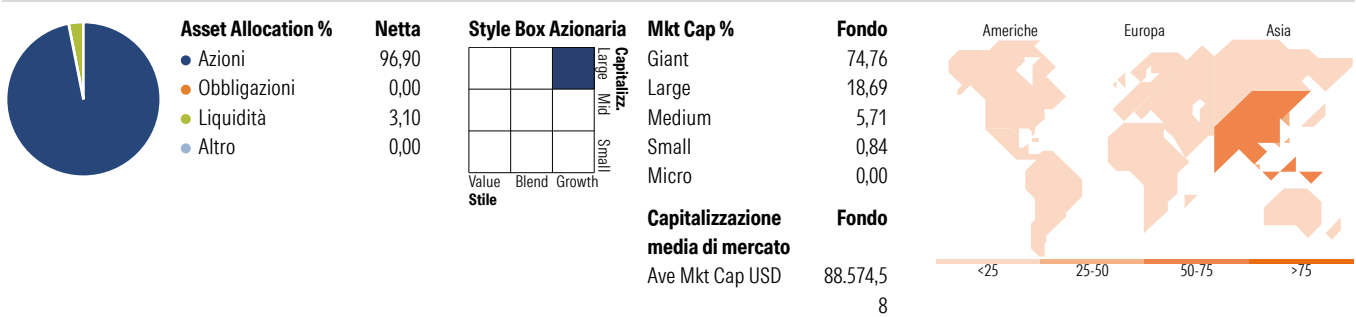 Asset Allocation % Netta
Azioni 96,90
Obbligazioni 0,00
Liquidità 3,10
Altro 0,00
Style Box Azionaria
Capitalizz.
Large
Mid
Small
Value Blend Growth
Stile
Mkt Cap % Fondo
Giant 74,76
Large 18,69
Medium 5,71
Small 0,84
Micro 0,00
Capitalizzazione Fondo
media di mercato
Ave Mkt Cap USD 88.574,5
8
Americhe Europa Asia
<25 25-50 50-75 >75